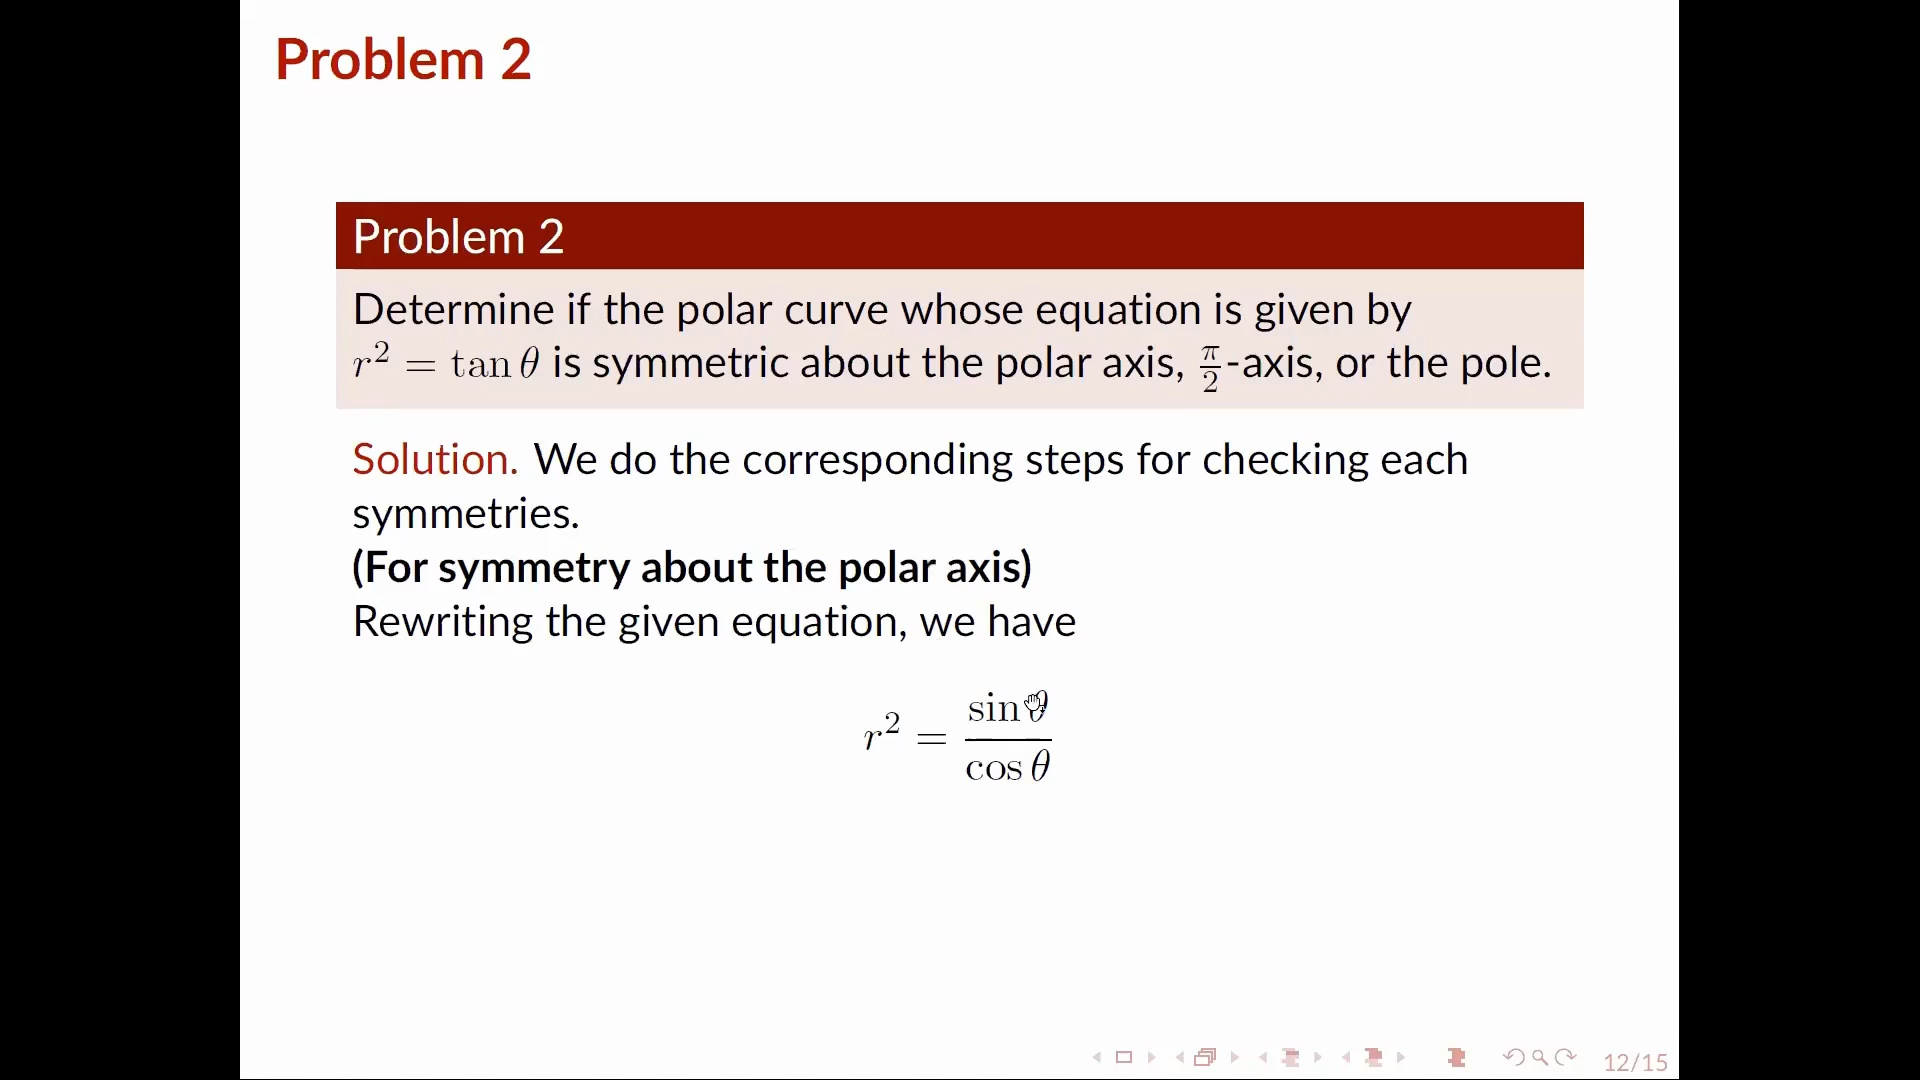 Problem 2
Problem 2
Determine if the polar curve whose equation is given by
r² = tan θ is symmetric about the polar axis, π/2-axis, or the pole.
Solution. We do the corresponding steps for checking each
symmetries.
(For symmetry about the polar axis)
Rewriting the given equation, we have
r² = sin θ / cos θ
12/15